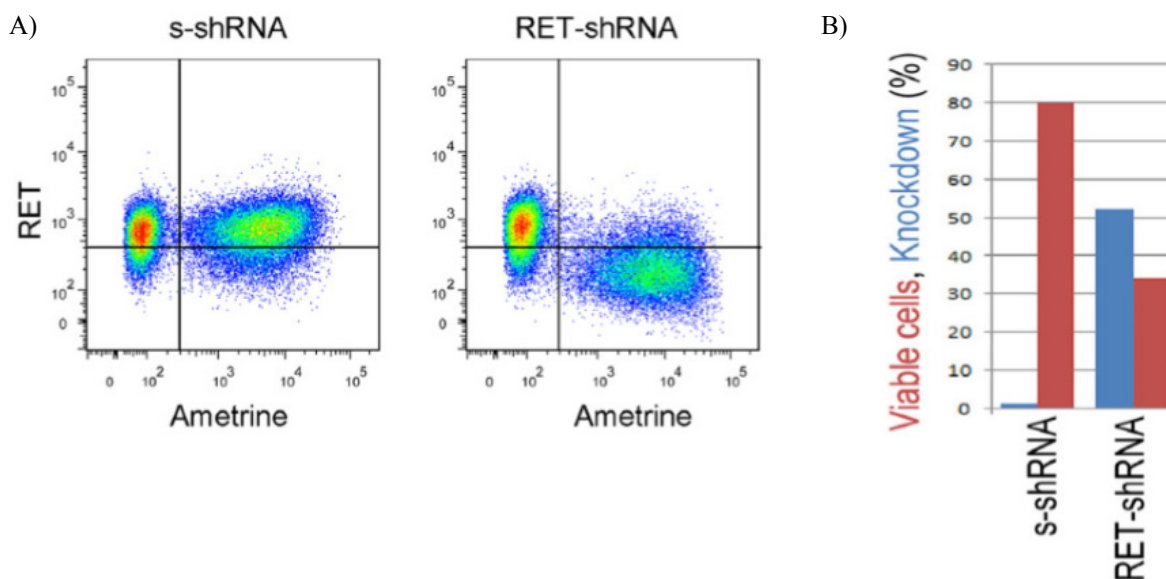 A)
s-shRNA
RET-shRNA
B)
RET
10^5
10^4
10^3
10^2
0
0 10^2 10^3 10^4 10^5
Ametrine
10^5
10^4
10^3
10^2
0
0 10^2 10^3 10^4 10^5
Ametrine
Viable cells, Knockdown (%)
90
80
70
60
50
40
30
20
10
0
s-shRNA
RET-shRNA